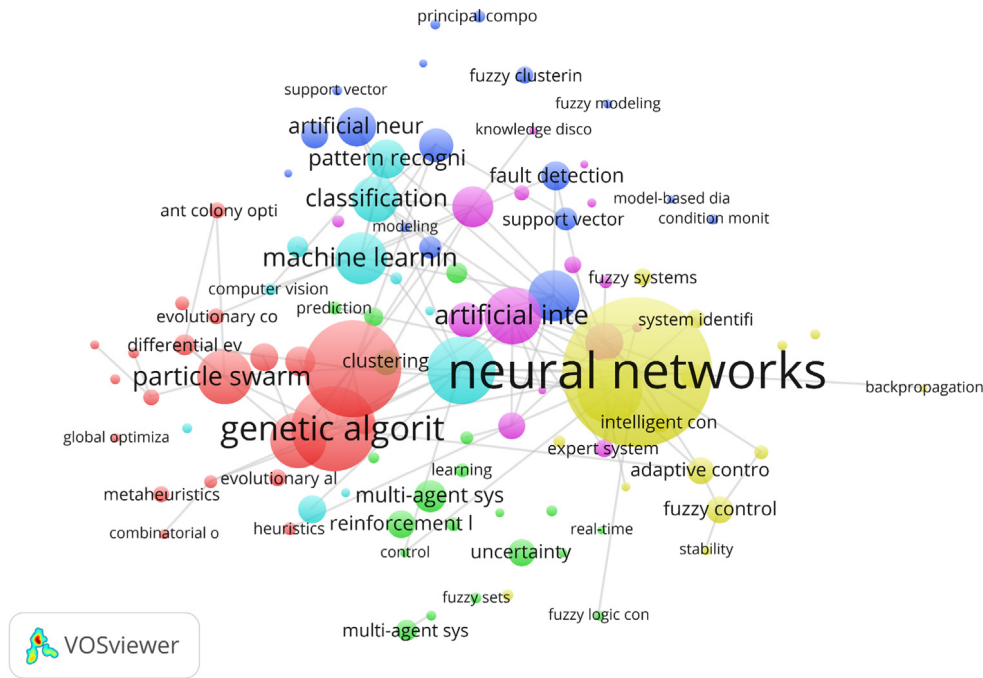 principal compo
fuzzy clusterin
support vector
fuzzy modeling
artificial neur
knowledge disco
pattern recogni
fault detection
classification
model-based dia
ant colony opti
support vector
condition monit
modeling
machine learnin
fuzzy systems
computer vision
prediction
evolutionary co
artificial inte
system identifi
differential ev
clustering
particle swarm
neural networks
backpropagation
intelligent con
genetic algorit
global optimiza
expert system
learning
adaptive contro
evolutionary al
metaheuristics
multi-agent sys
fuzzy control
combinatorial o
heuristics
reinforcement l
real-time
control
uncertainty
stability
fuzzy sets
fuzzy logic con
multi-agent sys
VOSviewer